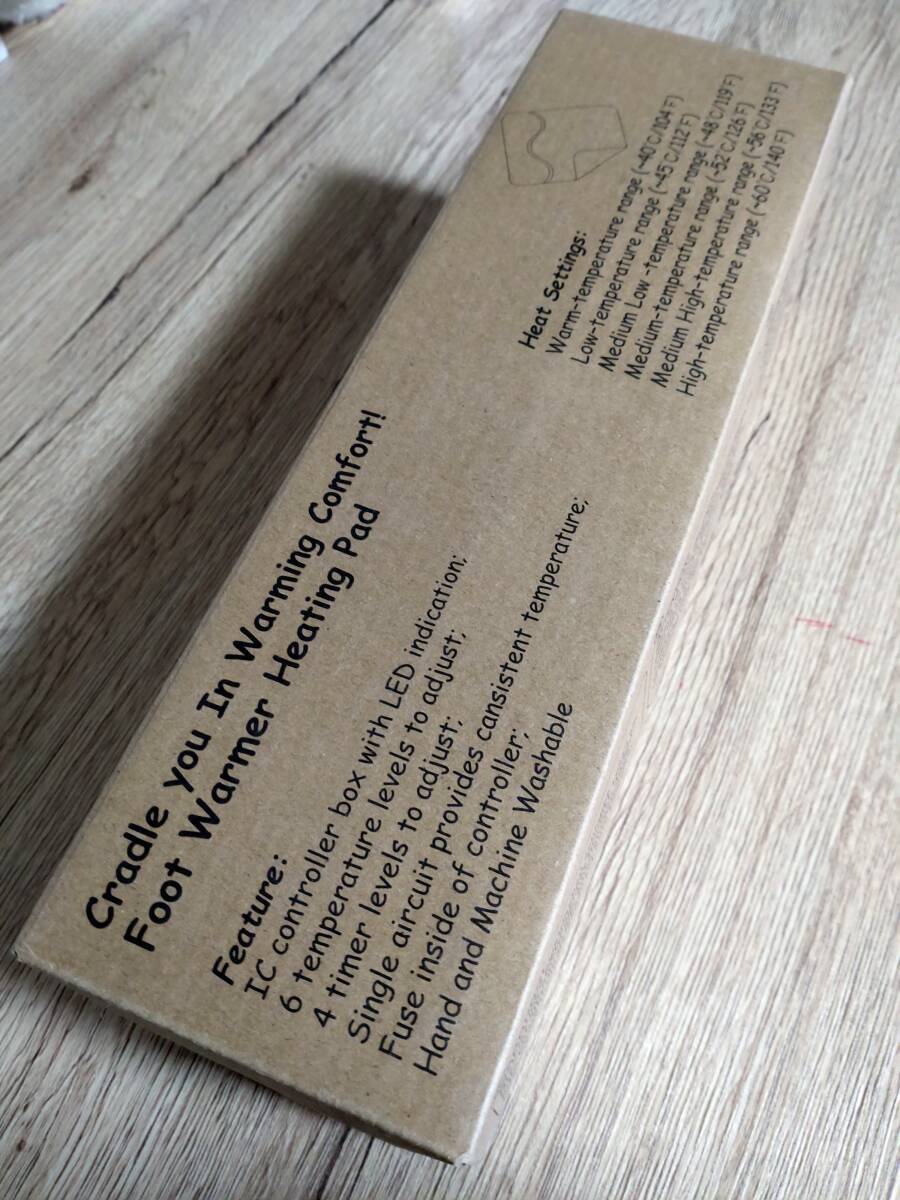 Cradle you In Warming Comfort!
Foot Warmer Heating Pad
Feature:
IC controller box with LED indication;
6 temperature levels to adjust;
4 timer levels to adjust;
Single aircuit provides cansistent temperature;
Fuse inside of controller;
Hand and Machine Washable
Heat Settings:
Warm-temperature range (~40℃/104℉)
Low-temperature range (~45℃/112℉)
Medium Low -temperature range (~48℃/119℉)
Medium-temperature range (~52℃/126℉)
Medium High-temperature range (~56℃/133℉)
High-temperature range (~60℃/140℉)